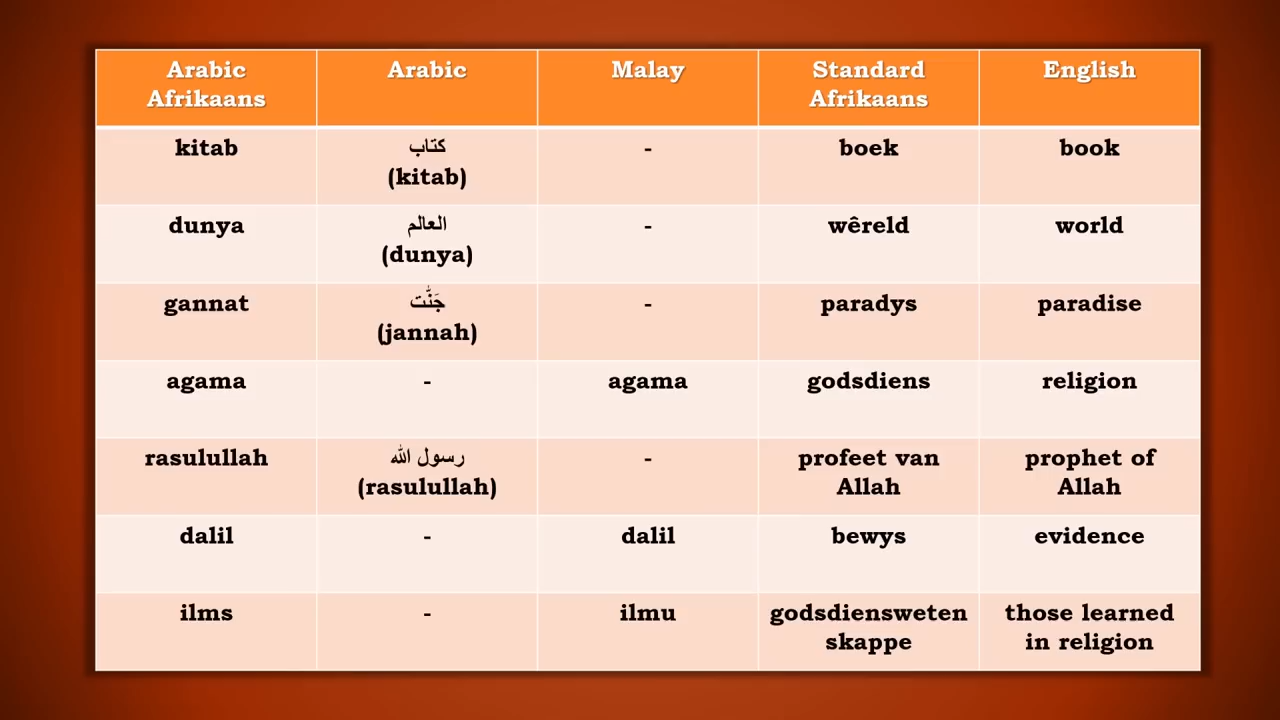 Arabic
Afrikaans
Arabic
Malay
Standard
Afrikaans
English
kitab
كتاب
(kitab)
-
boek
book
dunya
العالم
(dunya)
-
wêreld
world
gannat
جَنَّت
(jannah)
-
paradys
paradise
agama
-
agama
godsdiens
religion
rasulullah
رسول الله
(rasulullah)
-
profeet van
Allah
prophet of
Allah
dalil
-
dalil
bewys
evidence
ilms
-
ilmu
godsdiensweten
skappe
those learned
in religion